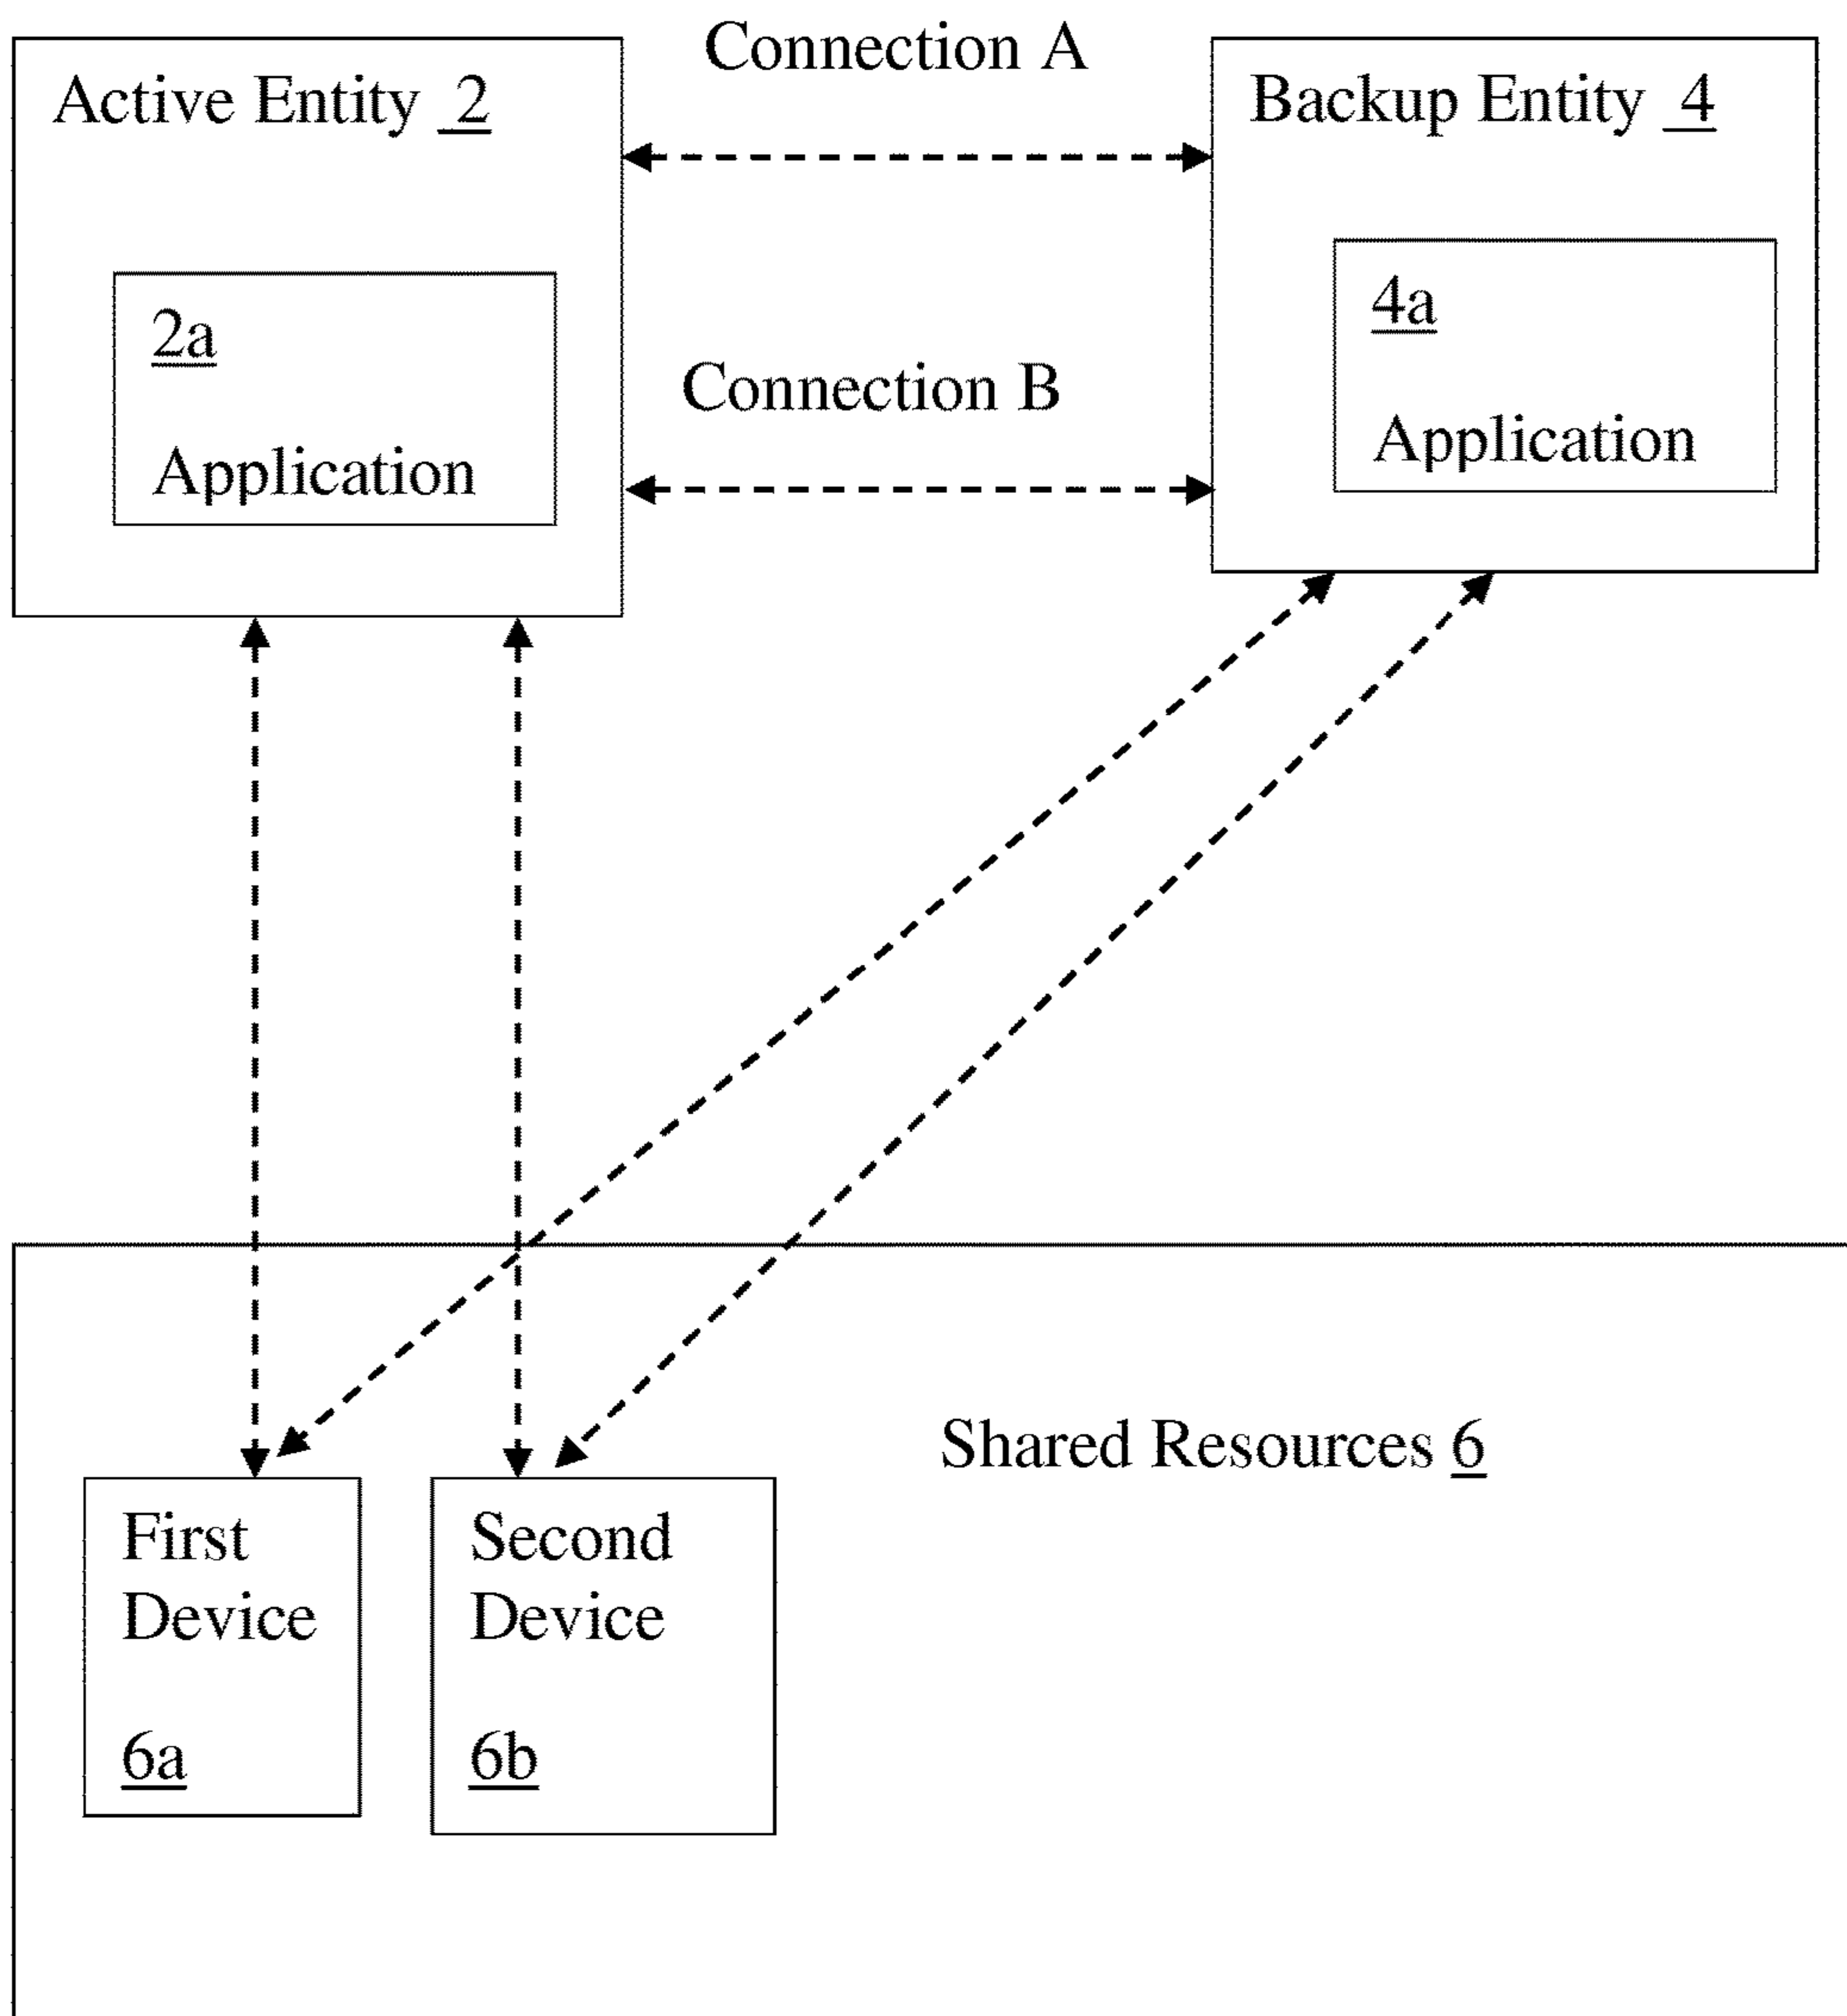 Connection A
Active Entity 2
Backup Entity 4
2a
Application
4a
Application
Connection B
Shared Resources 6
First
Device
6a
Second
Device
6b